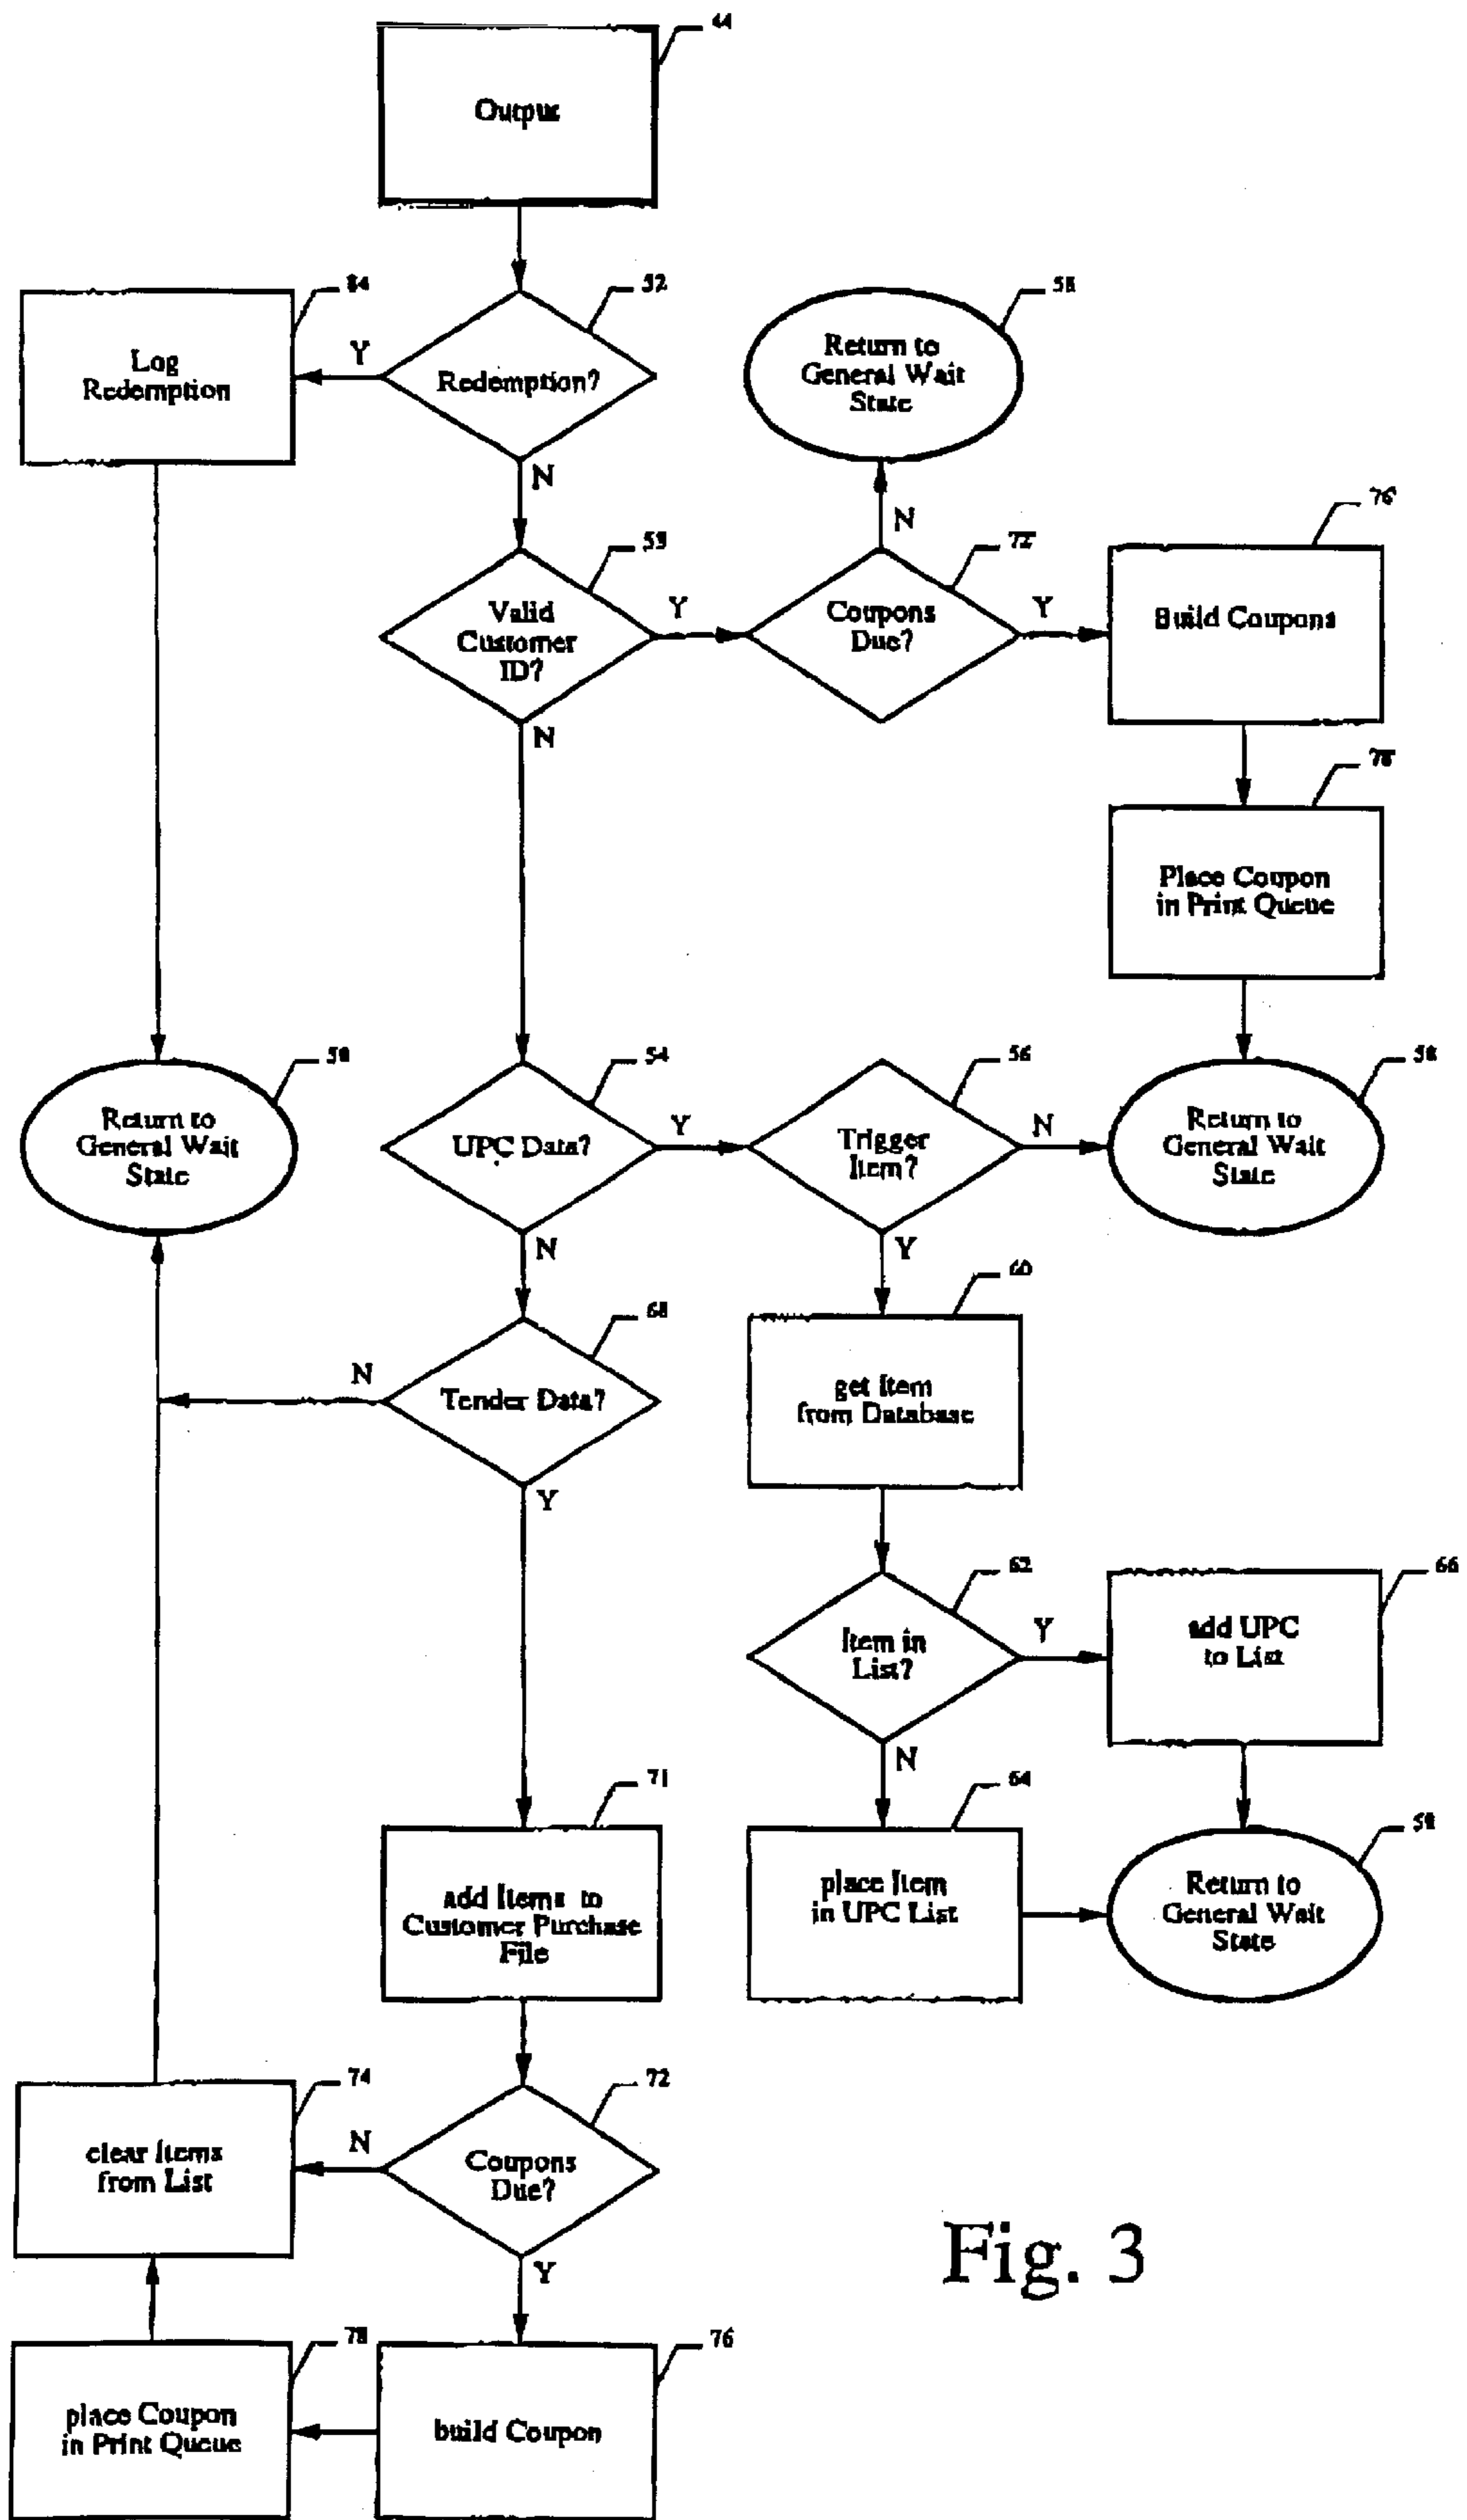 44
Output
52
84
58
Log
Redemption
Y
Redemption?
Return to
General Wait
State
N
N
76
55
72
Valid
Customer
ID?
Y
Coupons
Due?
Y
Build Coupons
N
78
Place Coupon
in Print Queue
58
54
56
58
Return to
General Wait
State
UPC Data?
Y
Trigger
Item?
N
Return to
General Wait
State
N
Y
60
68
N
Tender Data?
get Item
from Database
Y
62
66
Item in
List?
Y
add UPC
to List
N
71
64
58
add Items to
Customer Purchase
File
place Item
in UPC List
Return to
General Wait
State
74
72
clear Items
from List
N
Coupons
Due?
Y
Fig. 3
78
76
place Coupon
in Print Queue
build Coupon